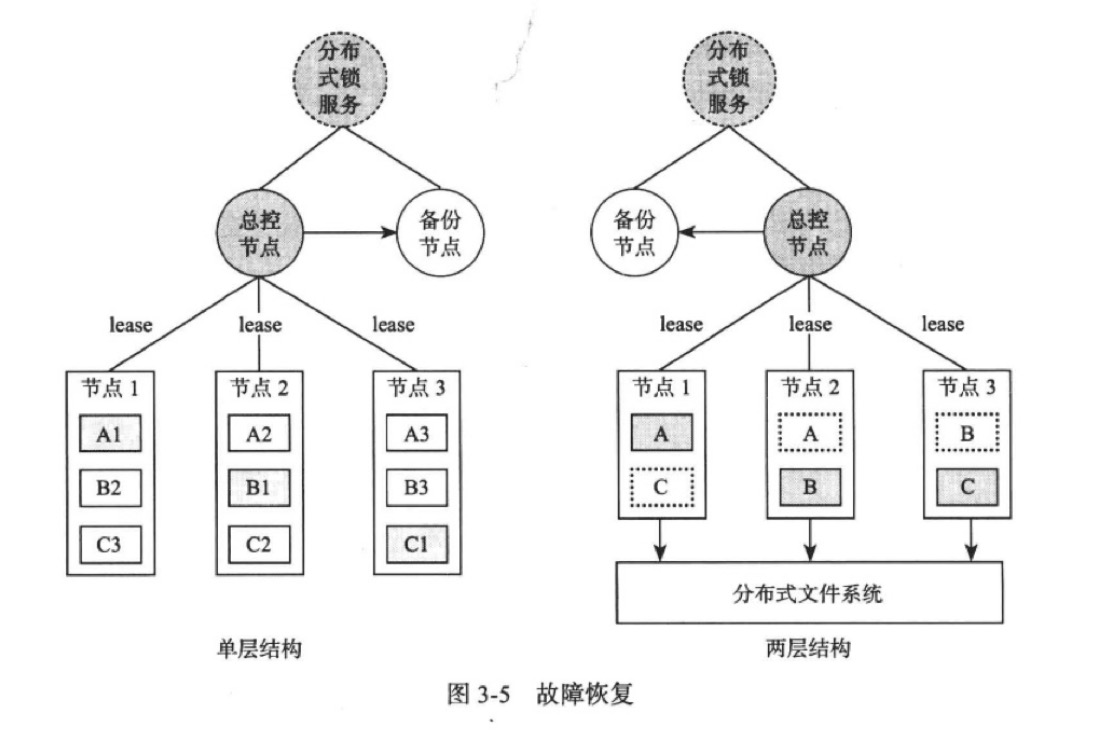 分布
式锁
服务
总控
节点
备份
节点
lease
lease
lease
节点 1
A1
B2
C3
节点 2
A2
B1
C2
节点 3
A3
B3
C1
单层结构
分布
式锁
服务
备份
节点
总控
节点
lease
lease
lease
节点 1
A
C
节点 2
A
B
节点 3
B
C
分布式文件系统
两层结构
图 3-5 故障恢复